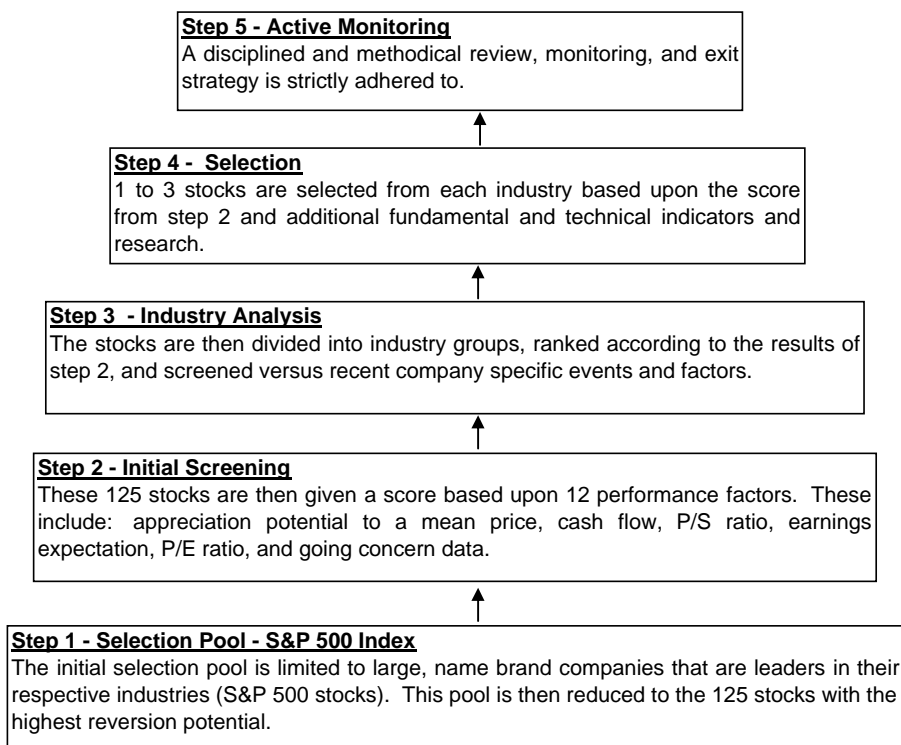 Step 5 - Active Monitoring
A disciplined and methodical review, monitoring, and exit
strategy is strictly adhered to.
Step 4 -  Selection
1 to 3 stocks are selected from each industry based upon the score
from step 2 and additional fundamental and technical indicators and
research.
Step 3  - Industry Analysis
The stocks are then divided into industry groups, ranked according to the results of
step 2, and screened versus recent company specific events and factors.
Step 2 - Initial Screening
These 125 stocks are then given a score based upon 12 performance factors.  These
include:  appreciation potential to a mean price, cash flow, P/S ratio, earnings
expectation, P/E ratio, and going concern data.
Step 1 - Selection Pool - S&P 500 Index
The initial selection pool is limited to large, name brand companies that are leaders in their
respective industries (S&P 500 stocks).  This pool is then reduced to the 125 stocks with the
highest reversion potential.